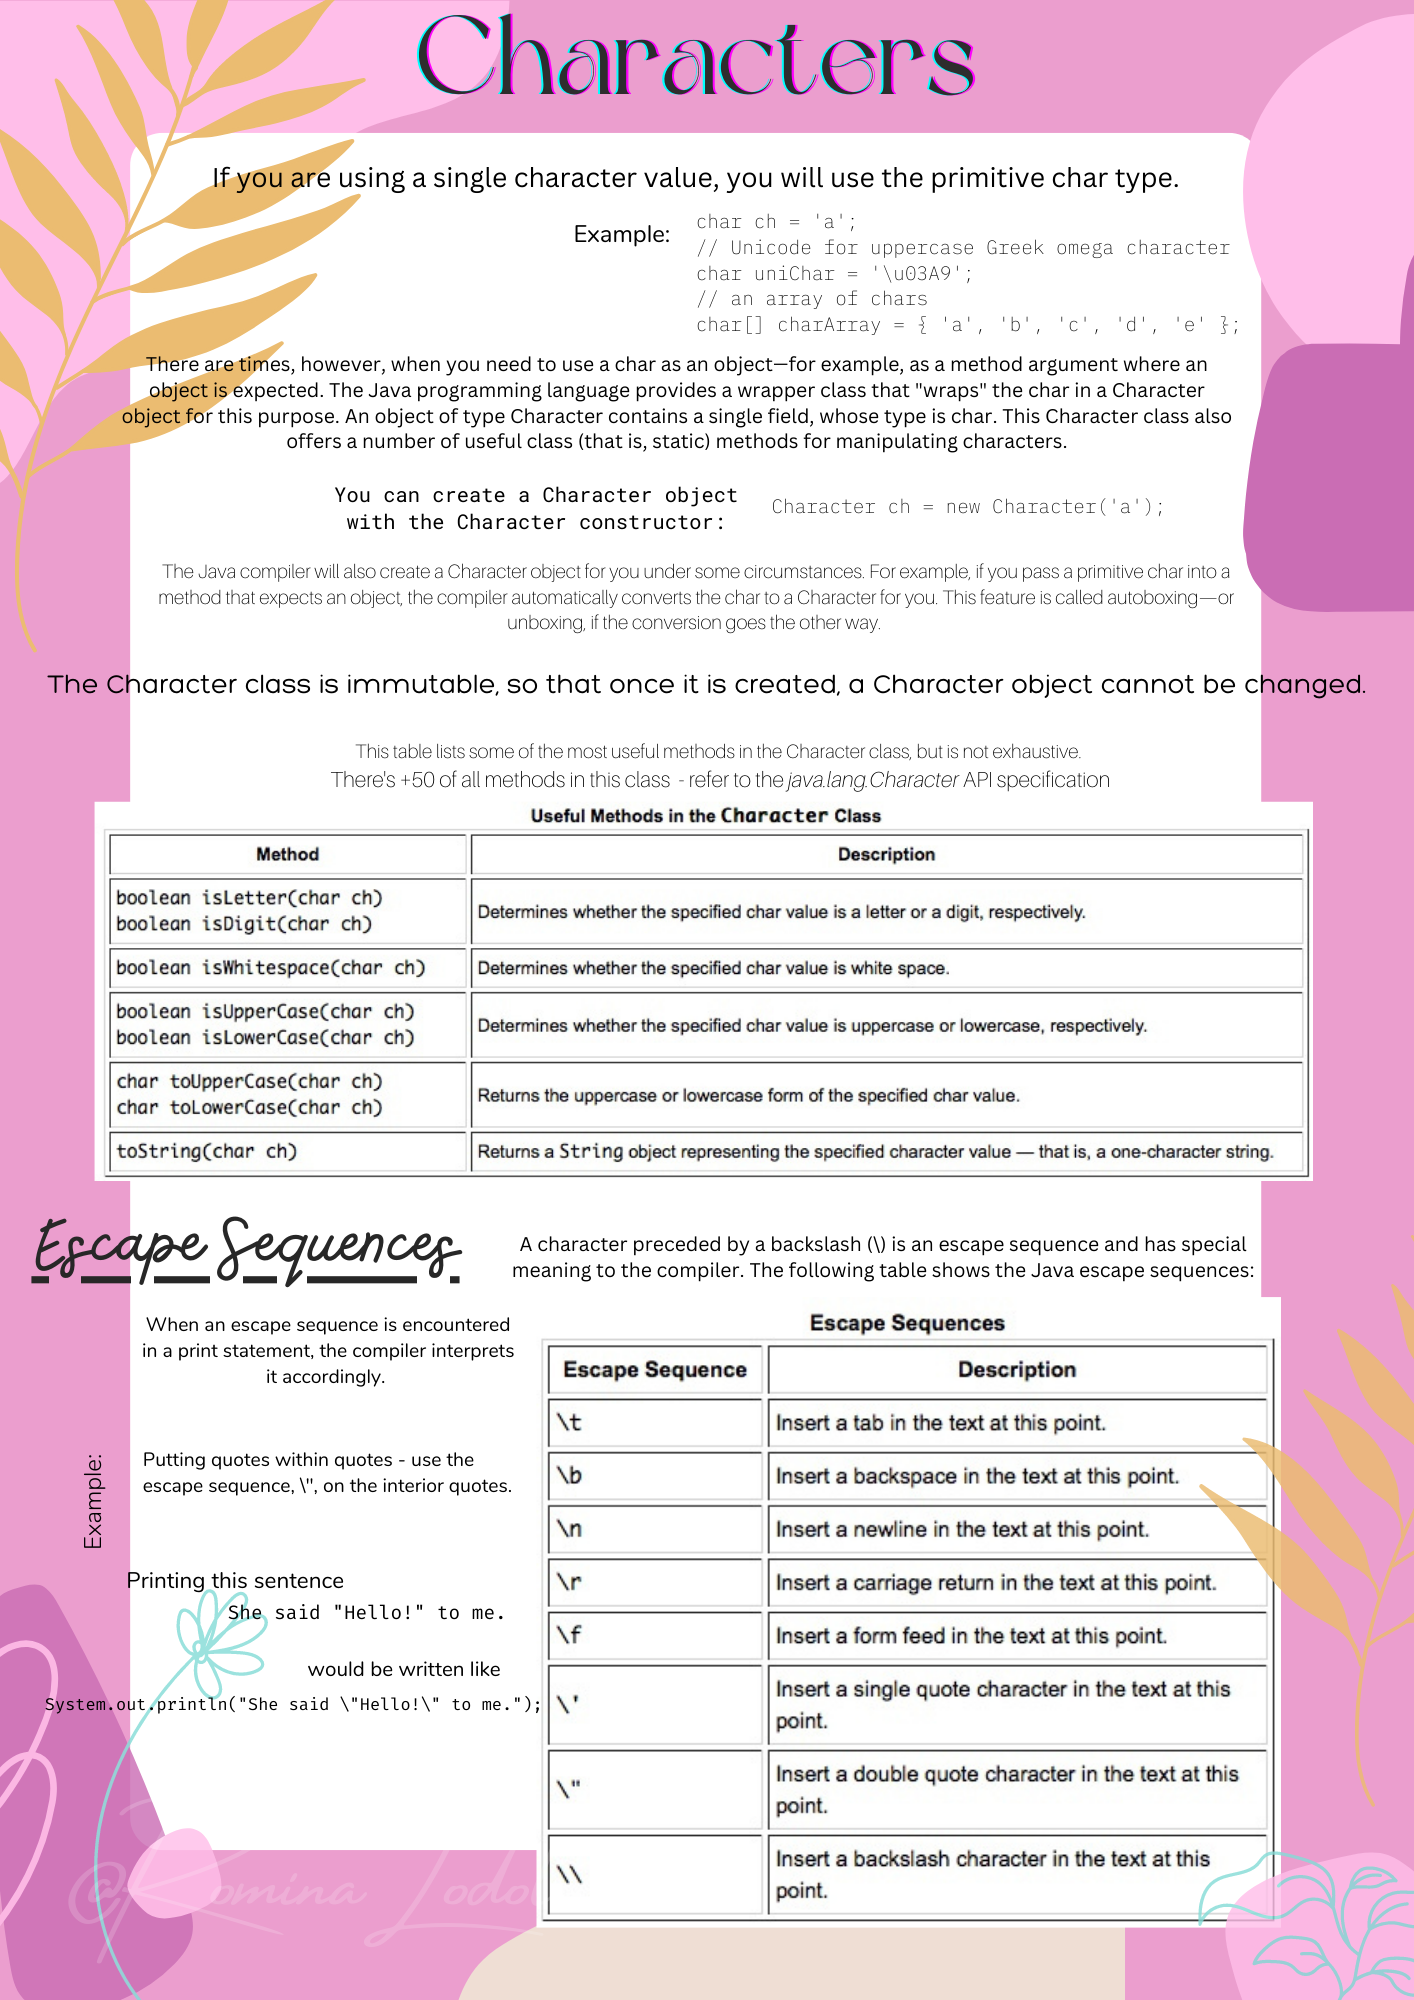 Characters
If you are using a single character value, you will use the primitive char type.
Example:
char ch = 'a';
// Unicode for uppercase Greek omega character
char uniChar = '\u03A9';
// an array of chars
char[] charArray = { 'a', 'b', 'c', 'd', 'e' };
There are times, however, when you need to use a char as an object—for example, as a method argument where an
object is expected. The Java programming language provides a wrapper class that "wraps" the char in a Character
object for this purpose. An object of type Character contains a single field, whose type is char. This Character class also
offers a number of useful class (that is, static) methods for manipulating characters.
You can create a Character object
with the Character constructor:
Character ch = new Character('a');
The Java compiler will also create a Character object for you under some circumstances. For example, if you pass a primitive char into a
method that expects an object, the compiler automatically converts the char to a Character for you. This feature is called autoboxing—or
unboxing, if the conversion goes the other way.
The Character class is immutable, so that once it is created, a Character object cannot be changed.
This table lists some of the most useful methods in the Character class, but is not exhaustive.
There's +50 of all methods in this class - refer to the java.lang.Character API specification
Useful Methods in the Character Class
Method Description
boolean isLetter(char ch)
boolean isDigit(char ch)
Determines whether the specified char value is a letter or a digit, respectively.
boolean isWhitespace(char ch) Determines whether the specified char value is white space.
boolean isUpperCase(char ch)
boolean isLowerCase(char ch)
Determines whether the specified char value is uppercase or lowercase, respectively.
char toUpperCase(char ch)
char toLowerCase(char ch)
Returns the uppercase or lowercase form of the specified char value.
toString(char ch) Returns a String object representing the specified character value — that is, a one-character string.
Escape Sequences
A character preceded by a backslash (\) is an escape sequence and has special
meaning to the compiler. The following table shows the Java escape sequences:
When an escape sequence is encountered
in a print statement, the compiler interprets
it accordingly.
Example:
Putting quotes within quotes - use the
escape sequence, \", on the interior quotes.
Printing this sentence
She said "Hello!" to me.
would be written like
System.out.println("She said \"Hello!\" to me.");
Escape Sequences
Escape Sequence Description
\t Insert a tab in the text at this point.
\b Insert a backspace in the text at this point.
\n Insert a newline in the text at this point.
\r Insert a carriage return in the text at this point.
\f Insert a form feed in the text at this point.
\' Insert a single quote character in the text at this
point.
\" Insert a double quote character in the text at this
point.
\\ Insert a backslash character in the text at this
point.
@Romina